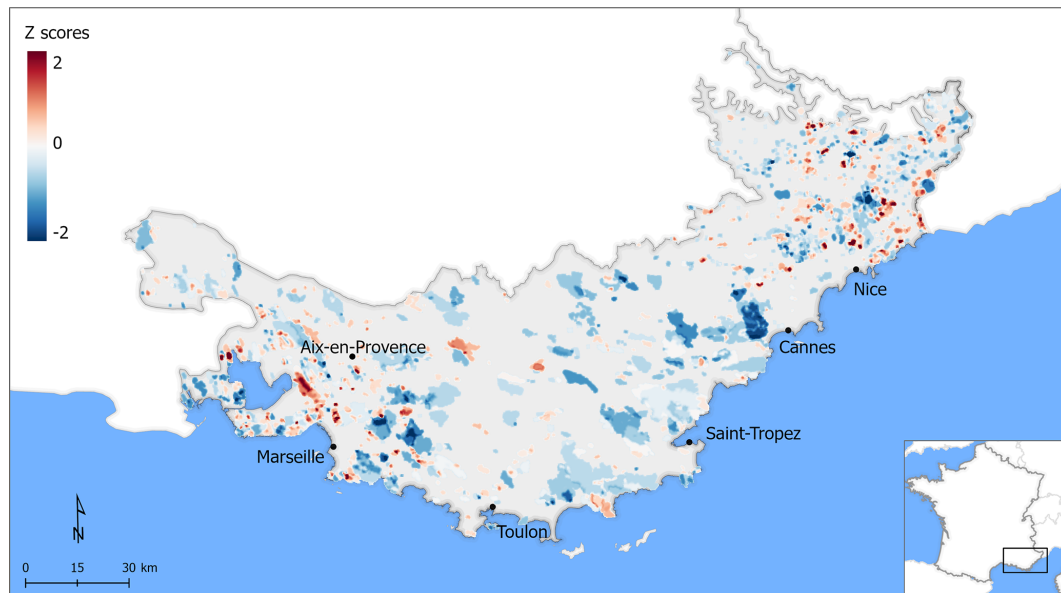 Z scores
2
0
-2
Nice
Cannes
Aix-en-Provence
Saint-Tropez
Marseille
Toulon
N
0 15 30 km